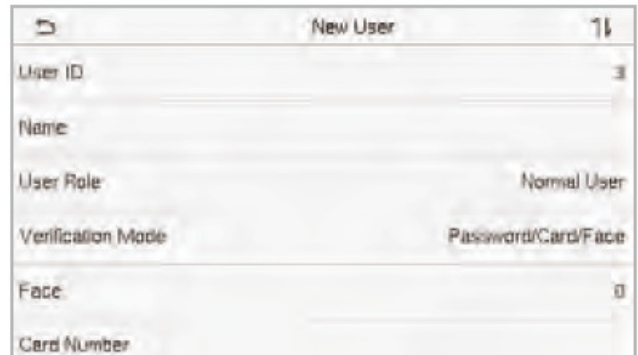 New User
User ID 3
Name
User Role Normal User
Verification Mode Password/Card/Face
Face 0
Card Number